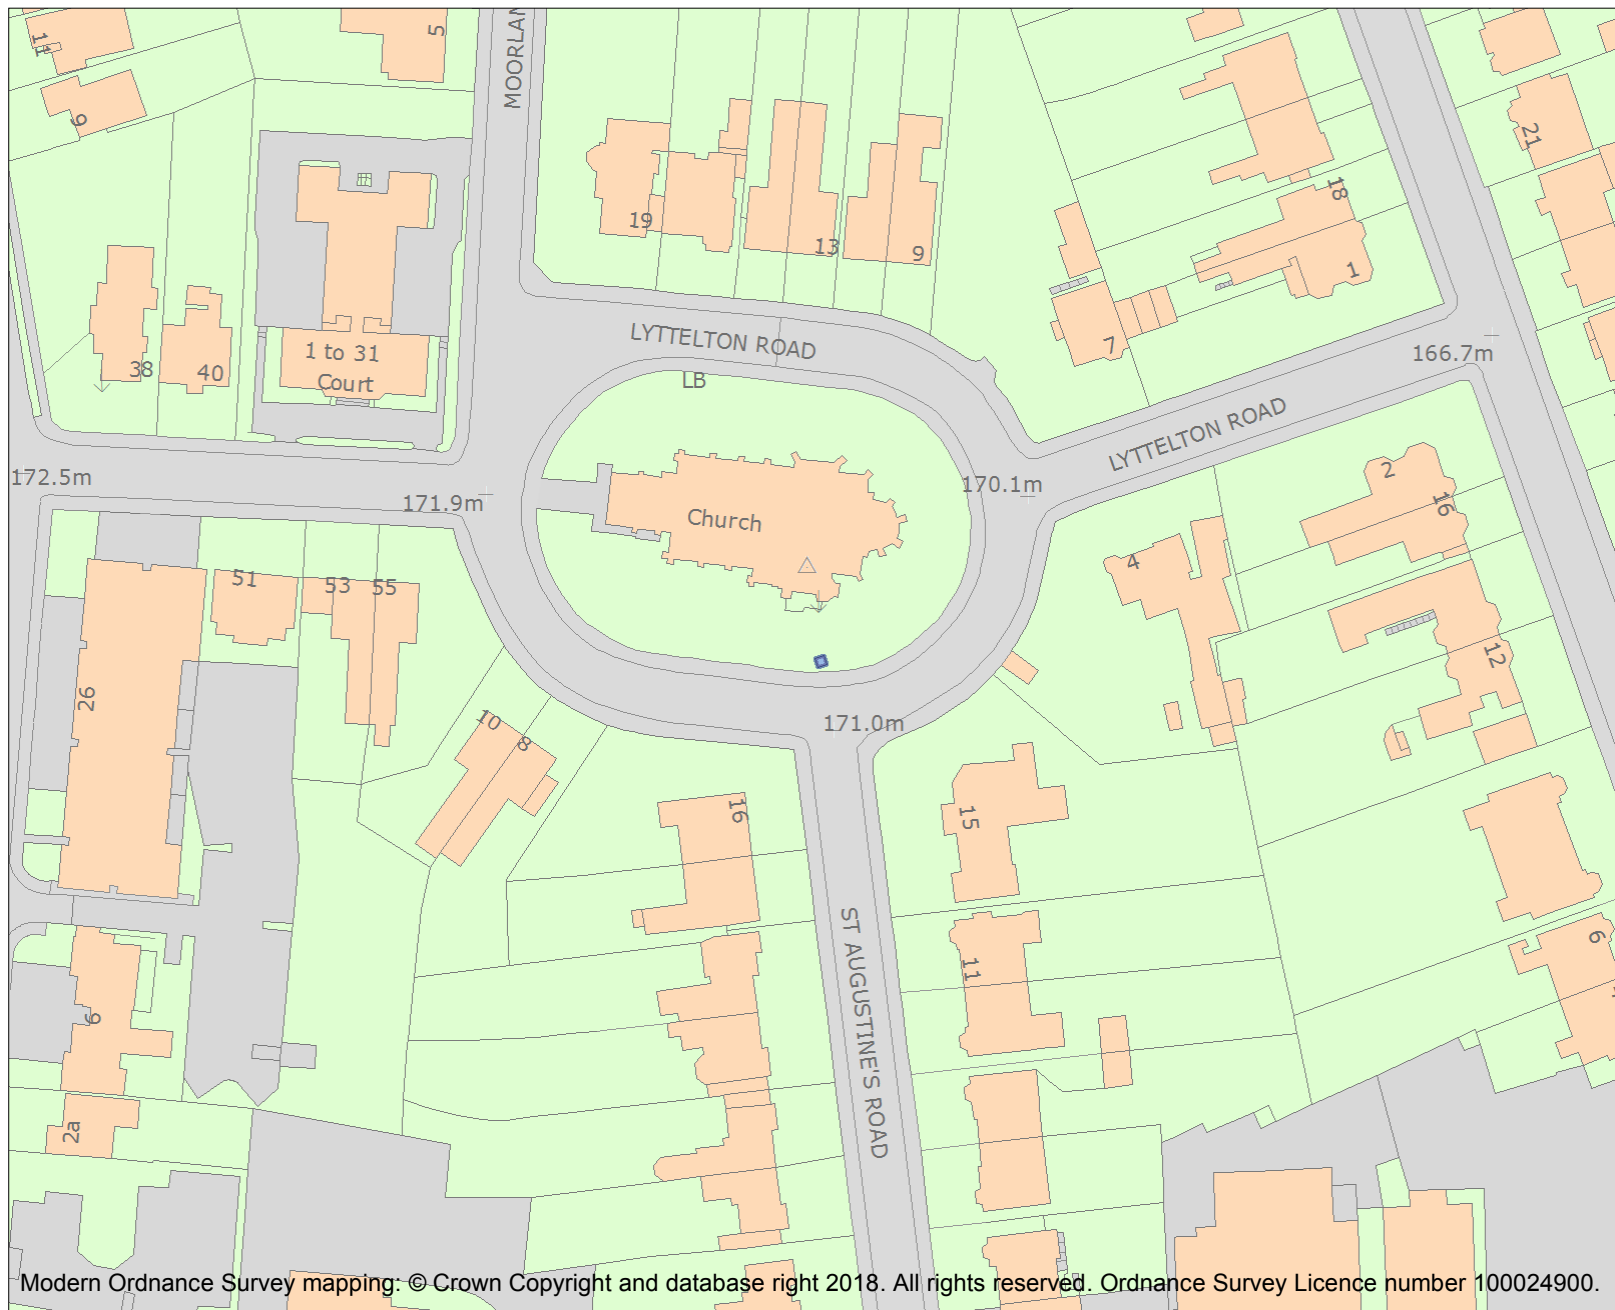 11
9
5
MOORLAN
19
13
9
18
1
21
7
38
40
1 to 31
Court
LYTTELTON ROAD
LB
166.7m
LYTTELTON ROAD
172.5m
171.9m
170.1m
Church
2
16
4
51
53
55
26
12
10
8
171.0m
16
15
ST AUGUSTINE'S ROAD
11
6
9
2a
Modern Ordnance Survey mapping: © Crown Copyright and database right 2018. All rights reserved. Ordnance Survey Licence number 100024900.